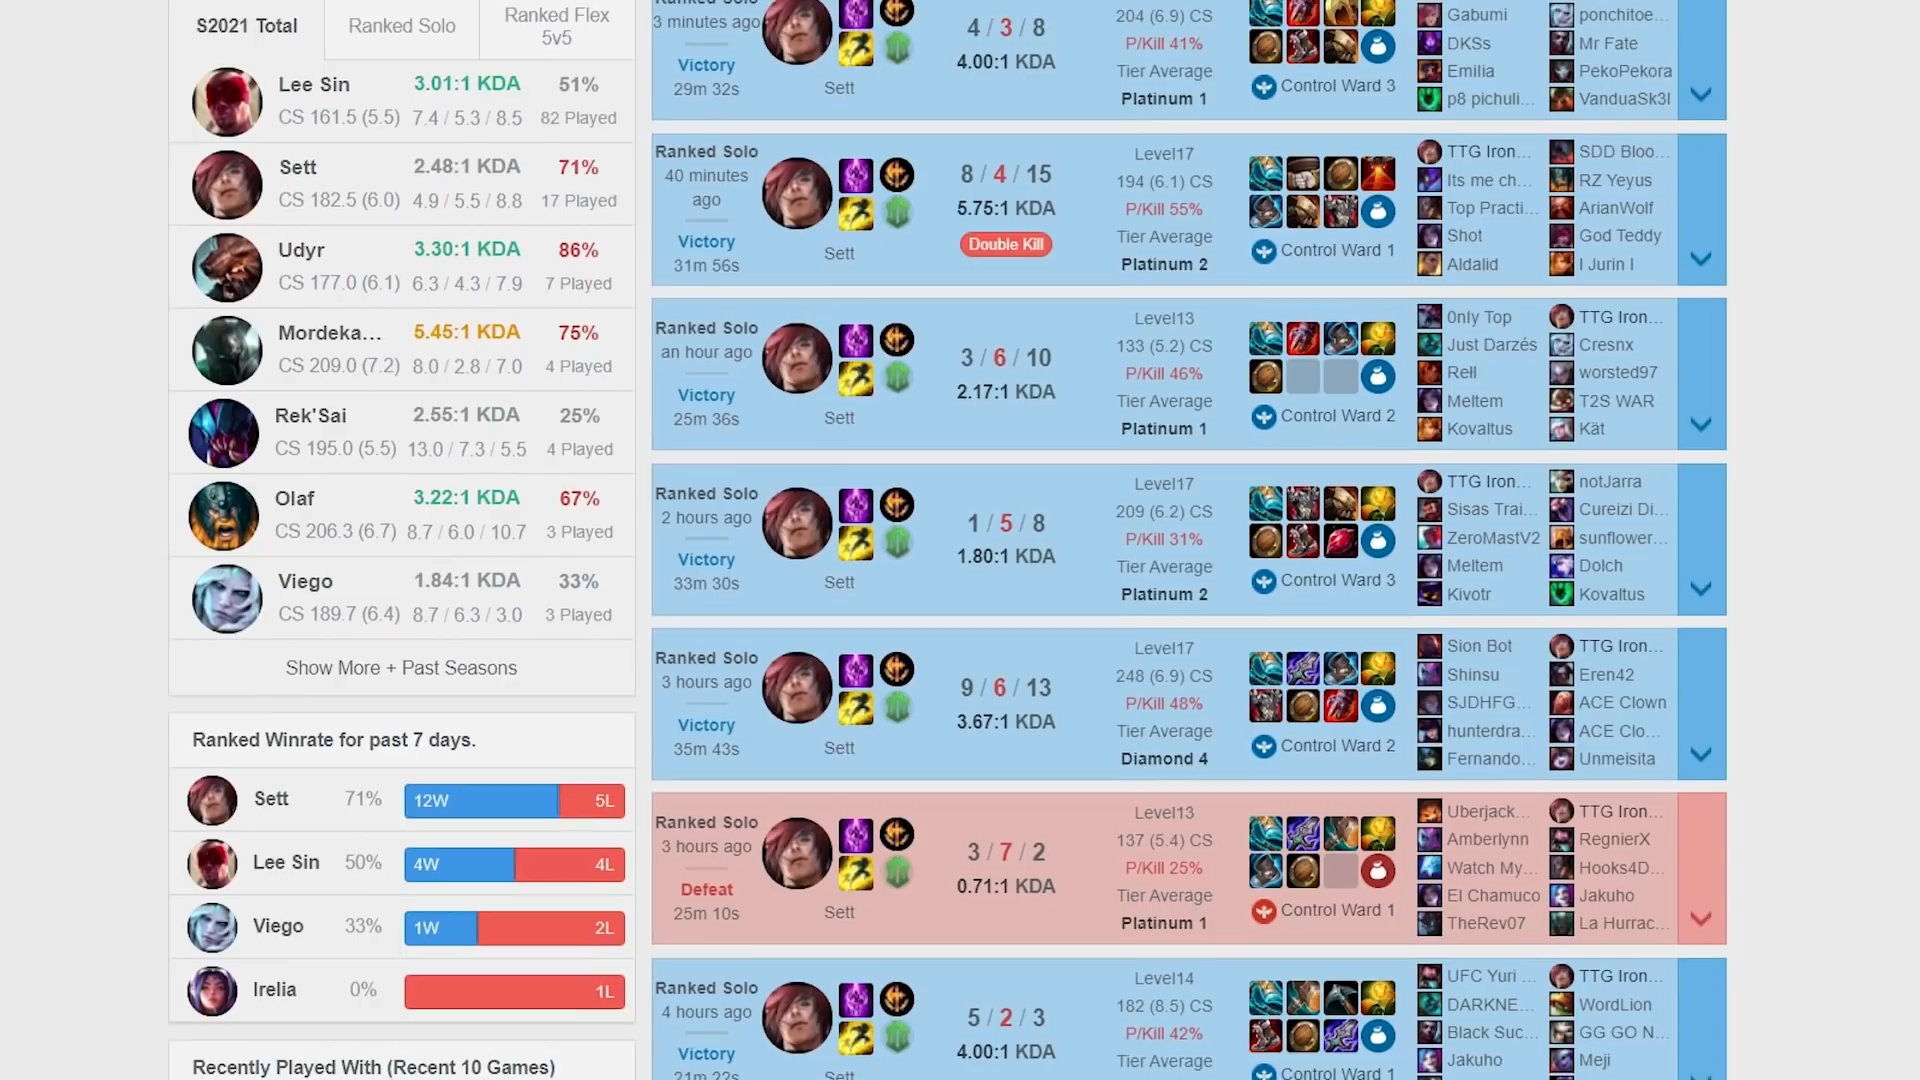 S2021 Total
Ranked Solo
Ranked Flex
5v5
Lee Sin 3.01:1 KDA 51%
CS 161.5 (5.5) 7.4 / 5.3 / 8.5 82 Played
Sett 2.48:1 KDA 71%
CS 182.5 (6.0) 4.9 / 5.5 / 8.8 17 Played
Udyr 3.30:1 KDA 86%
CS 177.0 (6.1) 6.3 / 4.3 / 7.9 7 Played
Mordeka... 5.45:1 KDA 75%
CS 209.0 (7.2) 8.0 / 2.8 / 7.0 4 Played
Rek'Sai 2.55:1 KDA 25%
CS 195.0 (5.5) 13.0 / 7.3 / 5.5 4 Played
Olaf 3.22:1 KDA 67%
CS 206.3 (6.7) 8.7 / 6.0 / 10.7 3 Played
Viego 1.84:1 KDA 33%
CS 189.7 (6.4) 8.7 / 6.3 / 3.0 3 Played
Show More + Past Seasons
Ranked Winrate for past 7 days.
Sett 71% 12W 5L
Lee Sin 50% 4W 4L
Viego 33% 1W 2L
Irelia 0% 1L
Recently Played With (Recent 10 Games)
Ranked Solo
3 minutes ago
Victory
29m 32s
Sett
4 / 3 / 8
4.00:1 KDA
204 (6.9) CS
P/Kill 41%
Tier Average
Platinum 1
Control Ward 3
Gabumi ponchitoe...
DKSs Mr Fate
Emilia PekoPekora
p8 pichuli... VanduaSk3l
Ranked Solo
40 minutes
ago
Victory
31m 56s
Sett
8 / 4 / 15
5.75:1 KDA
Double Kill
Level17
194 (6.1) CS
P/Kill 55%
Tier Average
Platinum 2
Control Ward 1
TTG Iron... SDD Bloo...
Its me ch... RZ Yeyus
Top Practi... ArianWolf
Shot God Teddy
Aldalid I Jurin I
Ranked Solo
an hour ago
Victory
25m 36s
Sett
3 / 6 / 10
2.17:1 KDA
Level13
133 (5.2) CS
P/Kill 46%
Tier Average
Platinum 1
Control Ward 2
0nly Top TTG Iron...
Just Darzés Cresnx
Rełl worsted97
Meltem T2S WAR
Kovaltus Kät
Ranked Solo
2 hours ago
Victory
33m 30s
Sett
1 / 5 / 8
1.80:1 KDA
Level17
209 (6.2) CS
P/Kill 31%
Tier Average
Platinum 2
Control Ward 3
TTG Iron... notJarra
Sisas Trai... Cureizi Di...
ZeroMastV2 sunflower...
Meltem Dolch
Kivotr Kovaltus
Ranked Solo
3 hours ago
Victory
35m 43s
Sett
9 / 6 / 13
3.67:1 KDA
Level17
248 (6.9) CS
P/Kill 48%
Tier Average
Diamond 4
Control Ward 2
Sion Bot TTG Iron...
Shinsu Eren42
SJDHFG... ACE Clown
hunterdra... ACE Clo...
Fernando... Unmeisita
Ranked Solo
3 hours ago
Defeat
25m 10s
Sett
3 / 7 / 2
0.71:1 KDA
Level13
137 (5.4) CS
P/Kill 25%
Tier Average
Platinum 1
Control Ward 1
Uberjack... TTG Iron...
Amberlynn RegnierX
Watch My... Hooks4D...
El Chamuco Jakuho
TheRev07 La Hurrac...
Ranked Solo
4 hours ago
Victory
21m 22s
Sett
5 / 2 / 3
4.00:1 KDA
Level14
182 (8.5) CS
P/Kill 42%
Tier Average
Control Ward 1
UFC Yuri ... TTG Iron...
DARKNE... WordLion
Black Suc... GG GO N...
Jakuho Meji